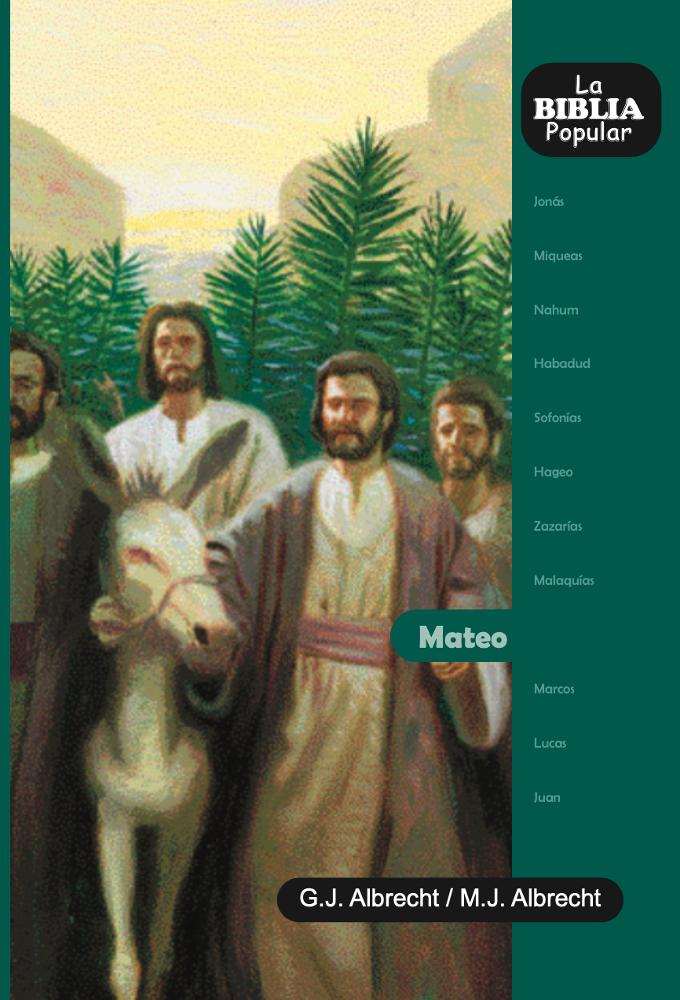 La
BIBLIA
Popular
Jonás
Miqueas
Nahum
Habadud
Sofonías
Hageo
Zazarías
Malaquías
Mateo
Marcos
Lucas
Juan
G.J. Albrecht / M.J. Albrecht